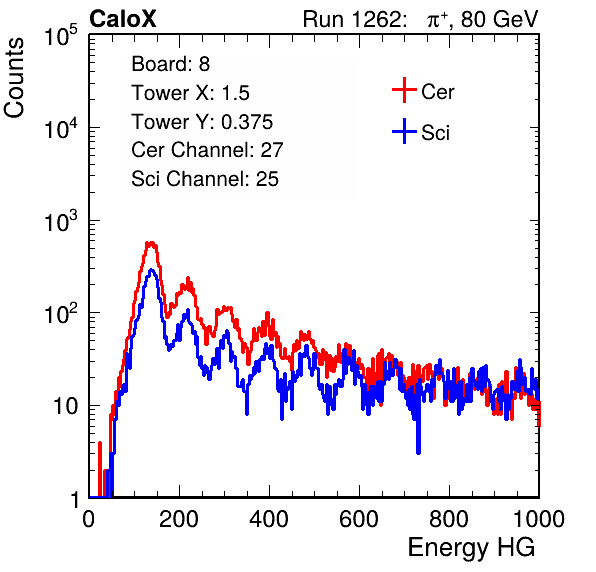 CaloX
Run 1262: π⁺, 80 GeV
Counts
10⁵
10⁴
10³
10²
10
1
Board: 8
Tower X: 1.5
Tower Y: 0.375
Cer Channel: 27
Sci Channel: 25
Cer
Sci
0 200 400 600 800 1000
Energy HG